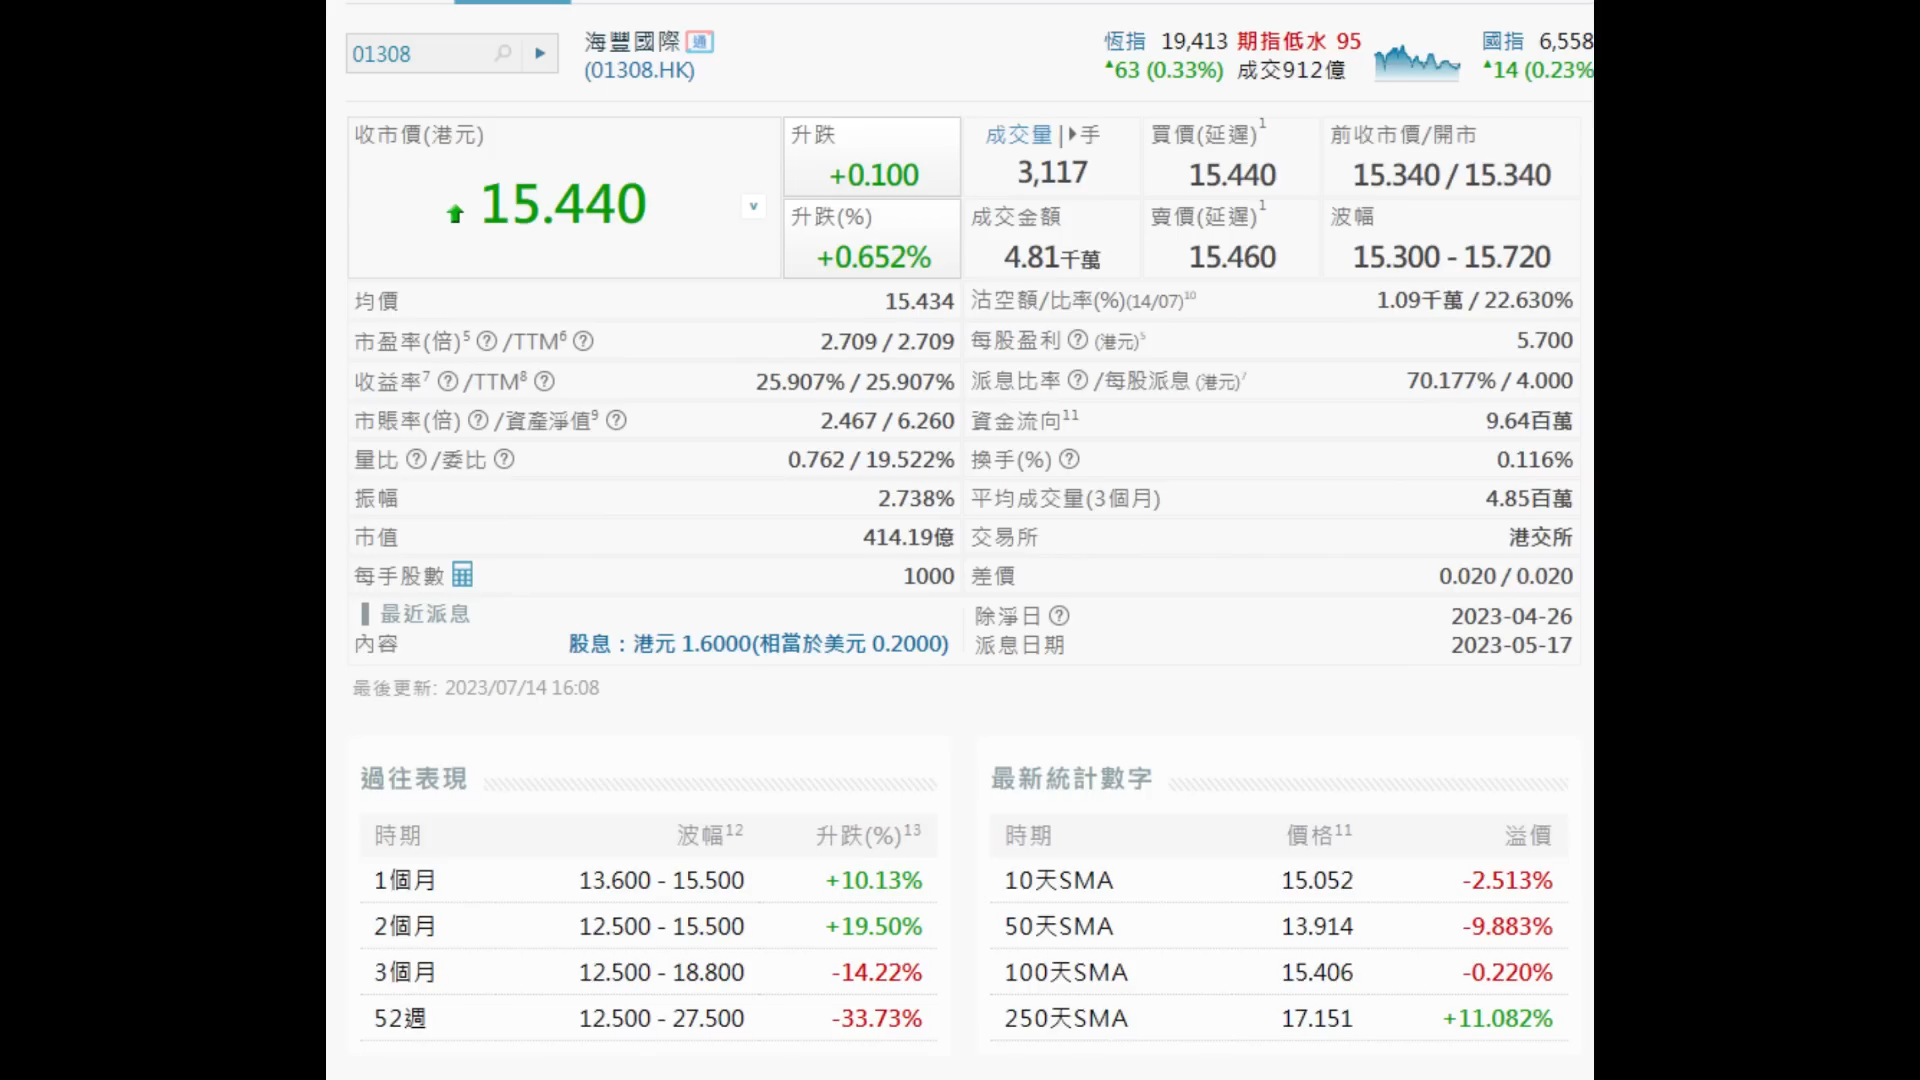 01308
海豐國際 通
(01308.HK)
恆指 19,413 期指低水 95
63 (0.33%) 成交912億
國指 6,558
14 (0.23%
收市價(港元)
15.440
升跌
+0.100
升跌(%)
+0.652%
成交量 | 手
3,117
買價(延遲)1
15.440
前收市價/開市
15.340 / 15.340
成交金額
4.81千萬
賣價(延遲)1
15.460
波幅
15.300 - 15.720
均價 15.434 沽空額/比率(%)(14/07)10 1.09千萬 / 22.630%
市盈率(倍)5 ? /TTM6 ? 2.709 / 2.709 每股盈利 ? (港元)5 5.700
收益率7 ? /TTM8 ? 25.907% / 25.907% 派息比率 ? /每股派息 (港元)7 70.177% / 4.000
市賬率(倍) ? /資產淨值9 ? 2.467 / 6.260 資金流向11 9.64百萬
量比 ? /委比 ? 0.762 / 19.522% 換手(%) ? 0.116%
振幅 2.738% 平均成交量(3個月) 4.85百萬
市值 414.19億 交易所 港交所
每手股數 1000 差價 0.020 / 0.020
最近派息 除淨日 ? 2023-04-26
內容 股息：港元 1.6000(相當於美元 0.2000) 派息日期 2023-05-17
最後更新: 2023/07/14 16:08
過往表現
時期 波幅12 升跌(%)13
1個月 13.600 - 15.500 +10.13%
2個月 12.500 - 15.500 +19.50%
3個月 12.500 - 18.800 -14.22%
52週 12.500 - 27.500 -33.73%
最新統計數字
時期 價格11 溢價
10天SMA 15.052 -2.513%
50天SMA 13.914 -9.883%
100天SMA 15.406 -0.220%
250天SMA 17.151 +11.082%